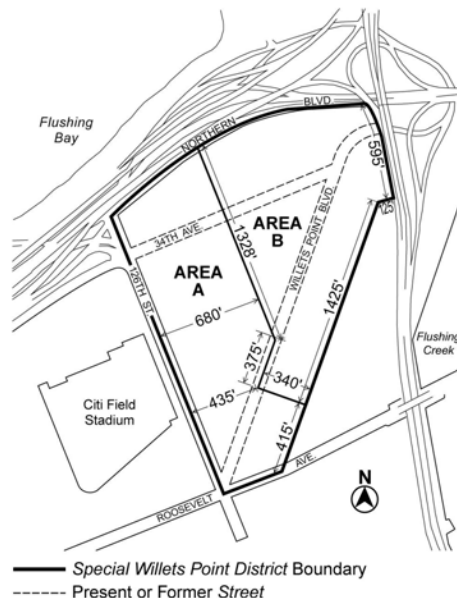 Flushing
Bay
NORTHERN
BLVD.
595'
34TH AVE.
1328'
AREA
B
WILLETS POINT BLVD.
AREA
A
126TH ST
1425'
680'
375'
340'
Flushing
Creek
Citi Field
Stadium
435'
415'
ROOSEVELT
AVE.
N
Special Willets Point District Boundary
Present or Former Street